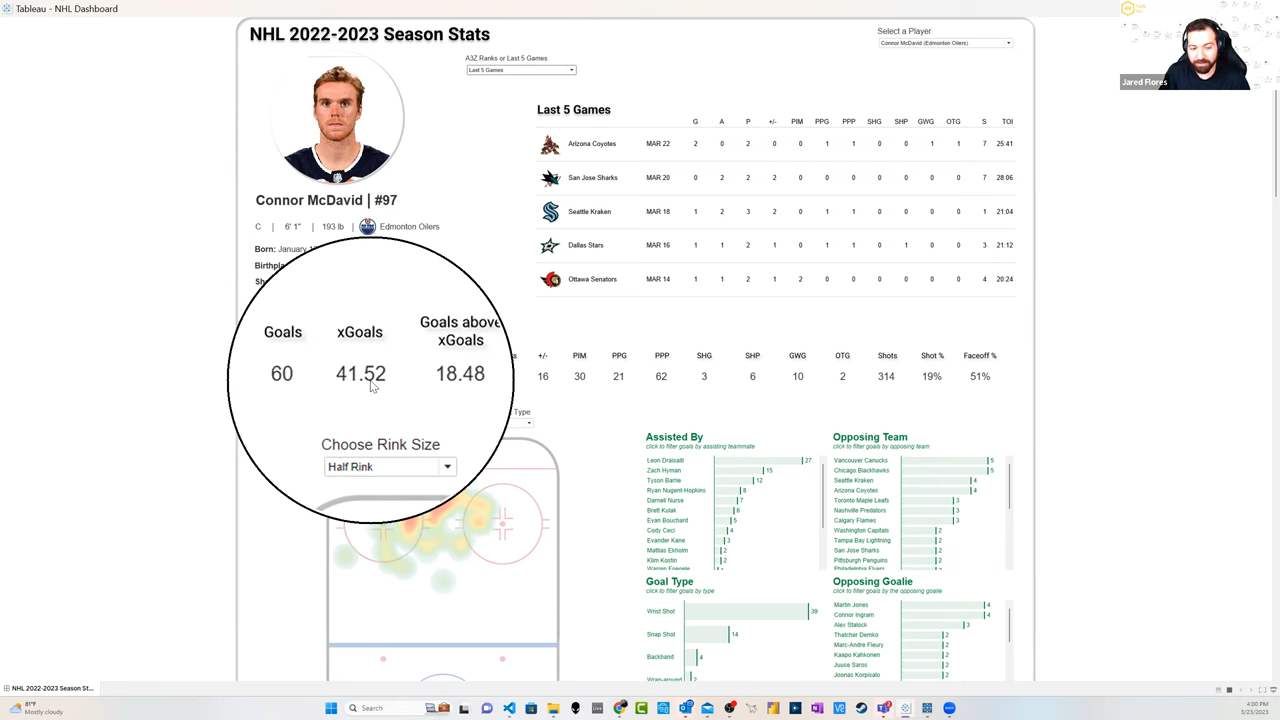 Tableau - NHL Dashboard
NHL 2022-2023 Season Stats
Select a Player
Connor McDavid (Edmonton Oilers)
A3Z Ranks or Last 5 Games
Last 5 Games
Jared Flores
Last 5 Games
G A P +/- PIM PPG PPP SHG SHP GWG OTG S TOI
Arizona Coyotes MAR 22 2 0 2 0 0 1 1 0 0 1 1 7 25:41
San Jose Sharks MAR 20 0 2 2 2 0 0 0 0 0 0 0 7 28:06
Seattle Kraken MAR 18 1 2 3 2 0 1 1 0 0 0 0 1 21:04
Dallas Stars MAR 16 1 1 2 1 0 1 1 0 1 0 0 3 21:12
Ottawa Senators MAR 14 1 1 2 1 2 0 0 0 0 0 0 4 20:24
Connor McDavid | #97
C | 6' 1" | 193 lb | Edmonton Oilers
Born: January
Goals xGoals Goals above xGoals
60 41.52 18.48
+/- PIM PPG PPP SHG SHP GWG OTG Shots Shot % Faceoff %
16 30 21 62 3 6 10 2 314 19% 51%
Type
Choose Rink Size
Half Rink
Assisted By
click to filter goals by assisting teammate
Leon Draisaitl 27
Zach Hyman 15
Tyson Barrie 12
Ryan Nugent-Hopkins 8
Darnell Nurse 7
Brett Kulak 6
Evan Bouchard 5
Cody Ceci 4
Evander Kane 3
Mattias Ekholm 2
Klim Kostin 2
Warren Foegele
Opposing Team
click to filter goals by opposing team
Vancouver Canucks 5
Chicago Blackhawks 5
Seattle Kraken 4
Arizona Coyotes 4
Toronto Maple Leafs 3
Nashville Predators 3
Calgary Flames 3
Washington Capitals 2
Tampa Bay Lightning 2
San Jose Sharks 2
Pittsburgh Penguins 2
Philadelphia Flyers
Goal Type
click to filter goals by type
Wrist Shot 39
Snap Shot 14
Backhand 4
Wrap-around 2
Opposing Goalie
click to filter goals by the opposing goalie
Martin Jones 4
Connor Ingram 4
Alex Stalock 3
Thatcher Demko 2
Marc-Andre Fleury 2
Kaapo Kahkonen 2
Juuse Saros 2
Joonas Korpisalo 2
NHL 2022-2023 Season St...
81°F
Mostly cloudy
Search
4:00 PM
5/23/2023